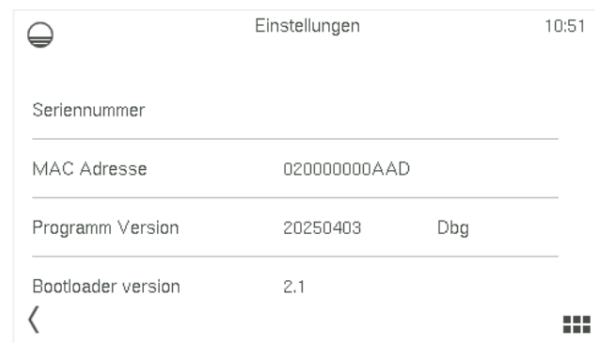 Einstellungen 10:51
Seriennummer
MAC Adresse 020000000AAD
Programm Version 20250403 Dbg
Bootloader version 2.1